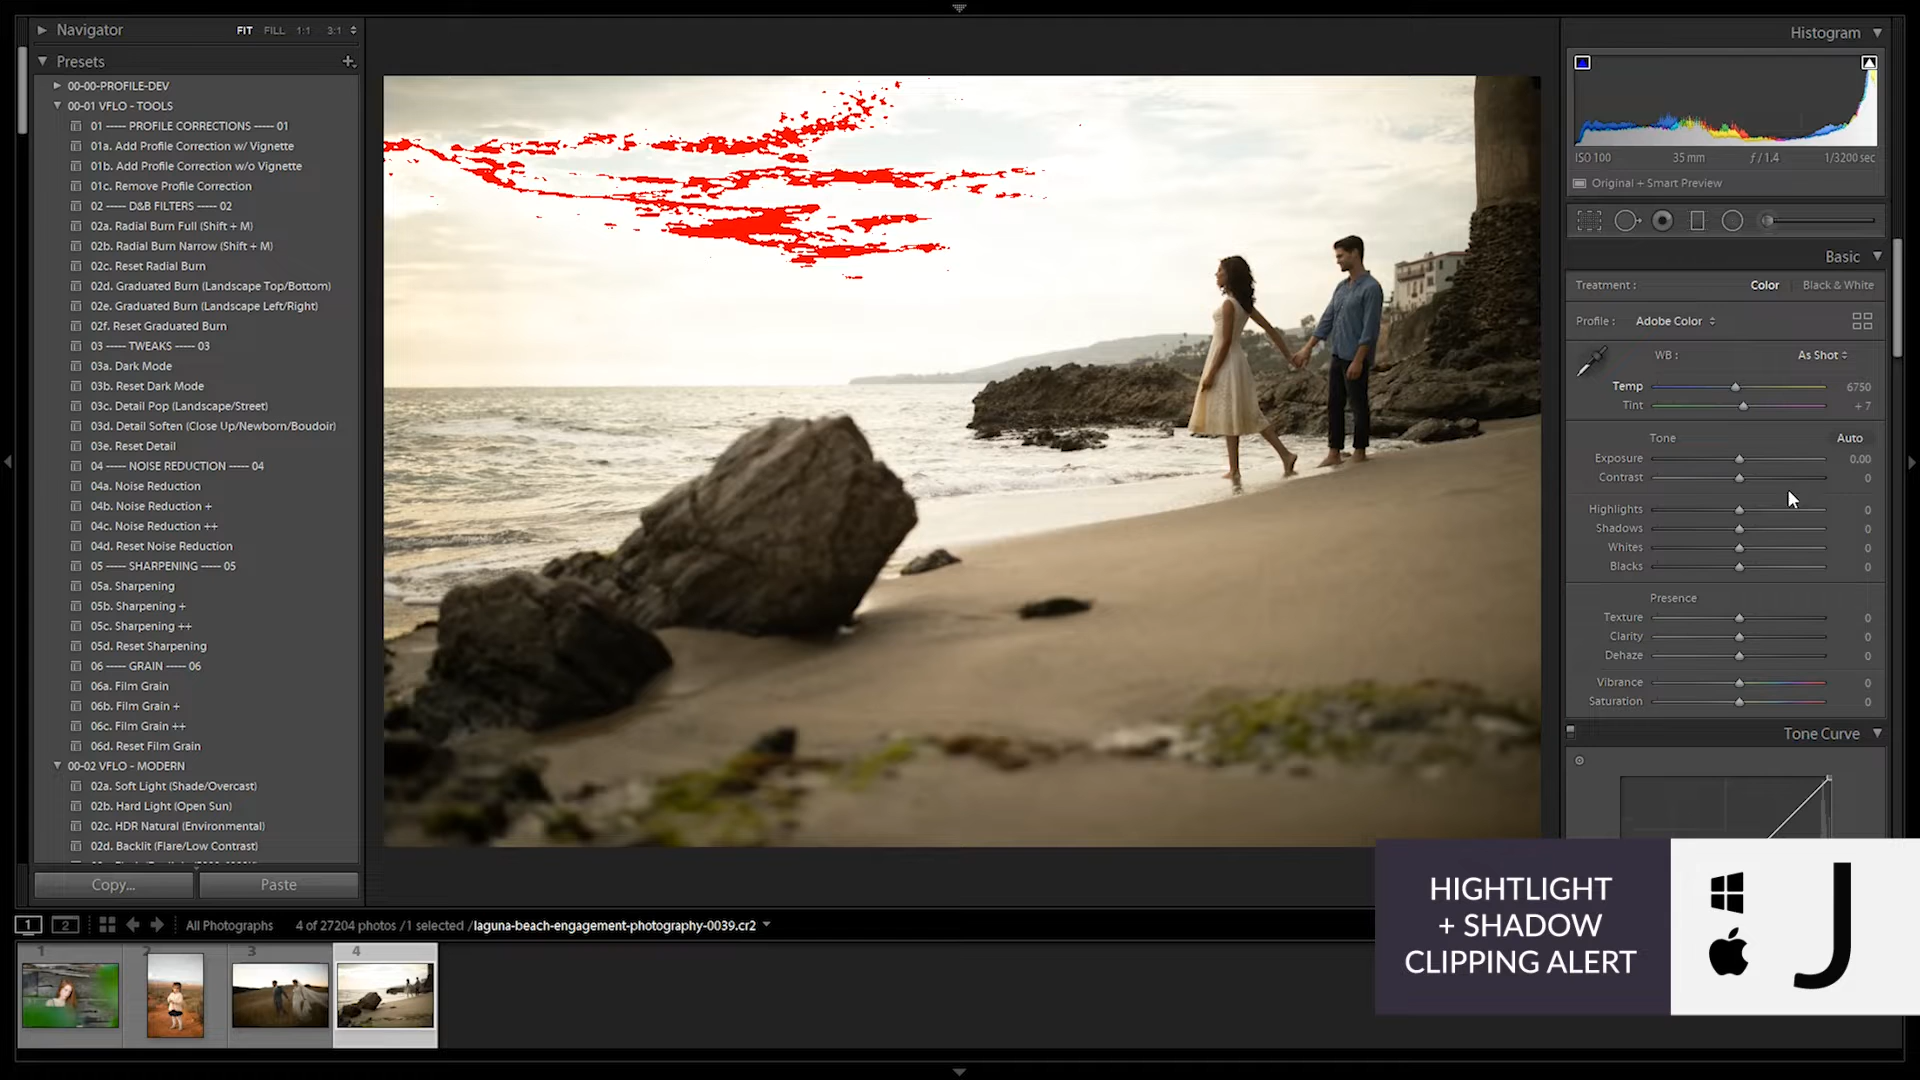 Navigator
FIT FILL 1:1 3:1
Presets
00-00-PROFILE-DEV
00-01 VFLO - TOOLS
01 ----- PROFILE CORRECTIONS ----- 01
01a. Add Profile Correction w/ Vignette
01b. Add Profile Correction w/o Vignette
01c. Remove Profile Correction
02 ----- D&B FILTERS ----- 02
02a. Radial Burn Full (Shift + M)
02b. Radial Burn Narrow (Shift + M)
02c. Reset Radial Burn
02d. Graduated Burn (Landscape Top/Bottom)
02e. Graduated Burn (Landscape Left/Right)
02f. Reset Graduated Burn
03 ----- TWEAKS ----- 03
03a. Dark Mode
03b. Reset Dark Mode
03c. Detail Pop (Landscape/Street)
03d. Detail Soften (Close Up/Newborn/Boudoir)
03e. Reset Detail
04 ----- NOISE REDUCTION ----- 04
04a. Noise Reduction
04b. Noise Reduction +
04c. Noise Reduction ++
04d. Reset Noise Reduction
05 ----- SHARPENING ----- 05
05a. Sharpening
05b. Sharpening +
05c. Sharpening ++
05d. Reset Sharpening
06 ----- GRAIN ----- 06
06a. Film Grain
06b. Film Grain +
06c. Film Grain ++
06d. Reset Film Grain
00-02 VFLO - MODERN
02a. Soft Light (Shade/Overcast)
02b. Hard Light (Open Sun)
02c. HDR Natural (Environmental)
02d. Backlit (Flare/Low Contrast)
Copy... Paste
Histogram
ISO 100 35 mm ƒ / 1.4 1/3200 sec
Original + Smart Preview
Basic
Treatment : Color Black & White
Profile : Adobe Color
WB : As Shot
Temp 6750
Tint + 7
Tone Auto
Exposure 0.00
Contrast 0
Highlights 0
Shadows 0
Whites 0
Blacks 0
Presence
Texture 0
Clarity 0
Dehaze 0
Vibrance 0
Saturation 0
Tone Curve
HIGHTLIGHT
+ SHADOW
CLIPPING ALERT
J
1 2 All Photographs 4 of 27204 photos /1 selected /laguna-beach-engagement-photography-0039.cr2
1 2 3 4